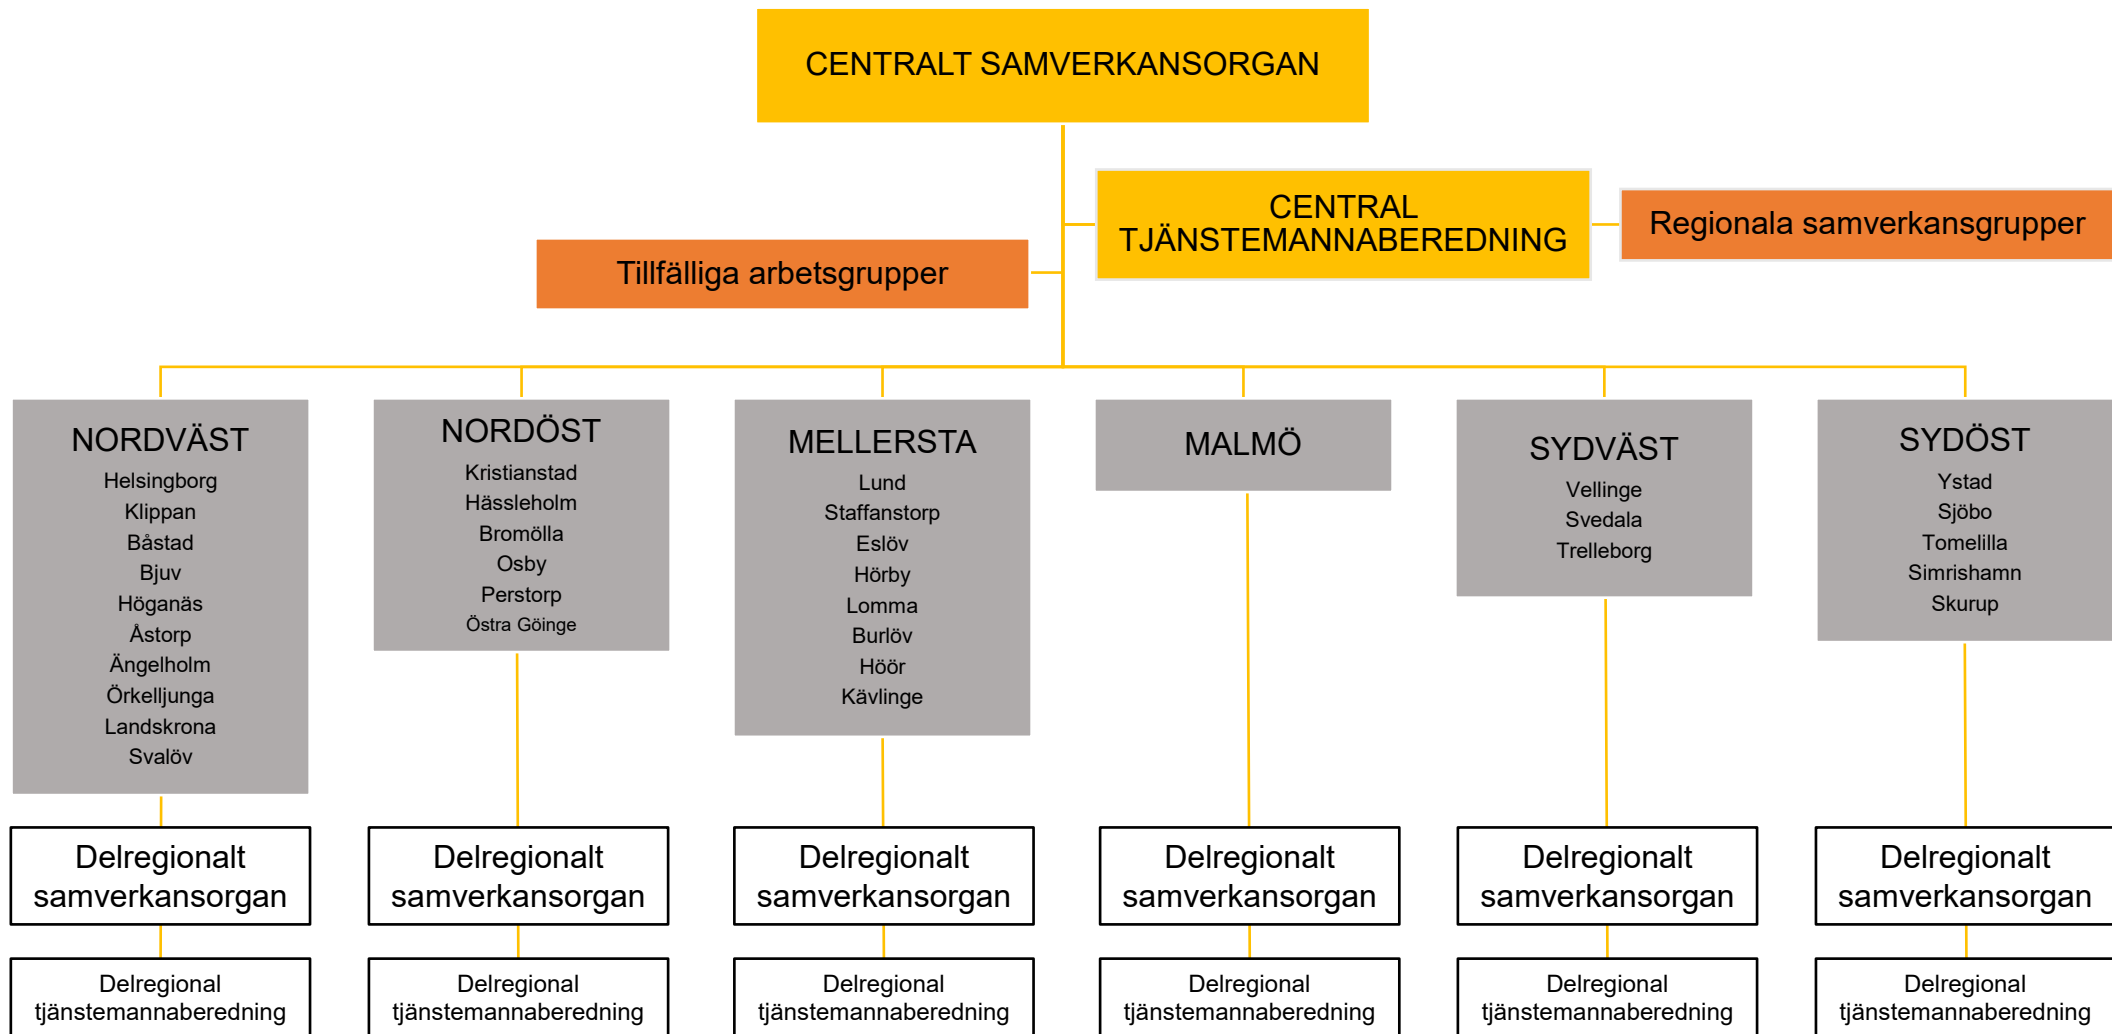 CENTRALT SAMVERKANSORGAN
CENTRAL
TJÄNSTEMANNABEREDNING
Regionala samverkansgrupper
Tillfälliga arbetsgrupper
NORDVÄST
Helsingborg
Klippan
Båstad
Bjuv
Höganäs
Åstorp
Ängelholm
Örkelljunga
Landskrona
Svalöv
NORDÖST
Kristianstad
Hässleholm
Bromölla
Osby
Perstorp
Östra Göinge
MELLERSTA
Lund
Staffanstorp
Eslöv
Hörby
Lomma
Burlöv
Höör
Kävlinge
MALMÖ
SYDVÄST
Vellinge
Svedala
Trelleborg
SYDÖST
Ystad
Sjöbo
Tomelilla
Simrishamn
Skurup
Delregionalt
samverkansorgan
Delregionalt
samverkansorgan
Delregionalt
samverkansorgan
Delregionalt
samverkansorgan
Delregionalt
samverkansorgan
Delregionalt
samverkansorgan
Delregional
tjänstemannaberedning
Delregional
tjänstemannaberedning
Delregional
tjänstemannaberedning
Delregional
tjänstemannaberedning
Delregional
tjänstemannaberedning
Delregional
tjänstemannaberedning